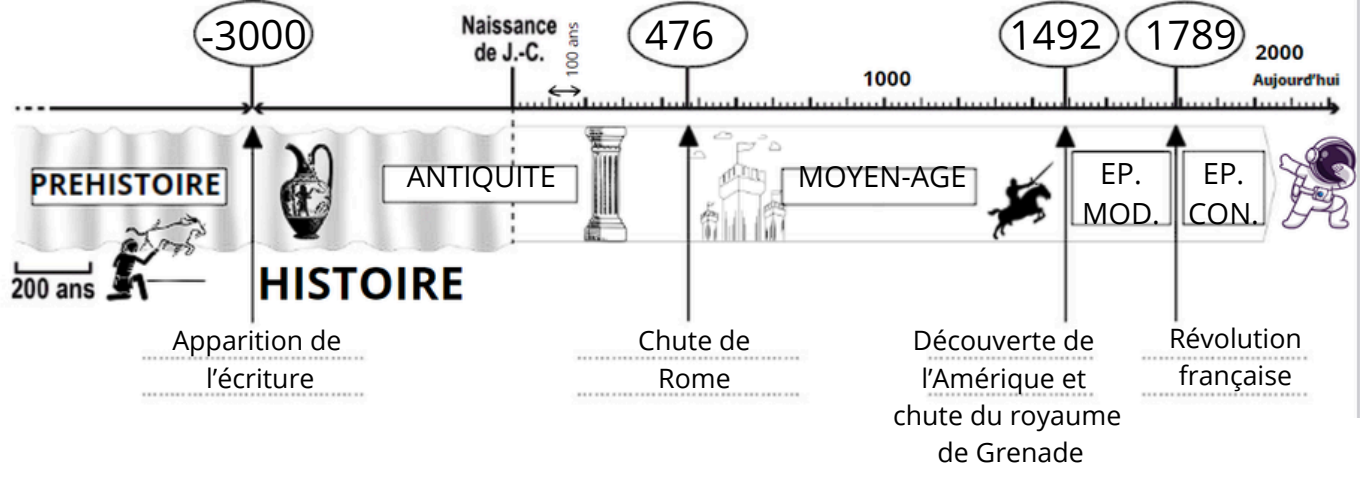 -3000
Naissance
de J.-C.
100 ans
476
1000
1492
1789
2000
Aujourd'hui
PREHISTOIRE
ANTIQUITE
MOYEN-AGE
EP.
MOD.
EP.
CON.
200 ans
HISTOIRE
Apparition de
l'écriture
Chute de
Rome
Découverte de
l'Amérique et
chute du royaume
de Grenade
Révolution
française